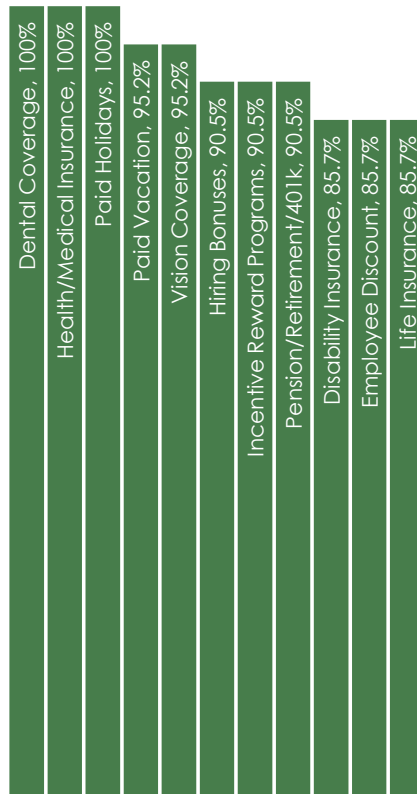 Dental Coverage, 100%
Health/Medical Insurance, 100%
Paid Holidays, 100%
Paid Vacation, 95.2%
Vision Coverage, 95.2%
Hiring Bonuses, 90.5%
Incentive Reward Programs, 90.5%
Pension/Retirement/401k, 90.5%
Disability Insurance, 85.7%
Employee Discount, 85.7%
Life Insurance, 85.7%